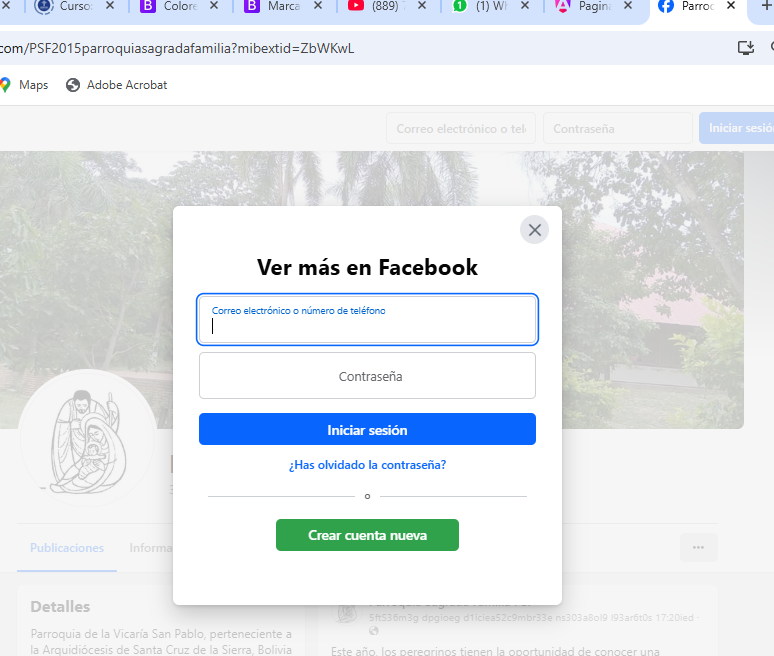 Curso:
Colore
Marca
(889)
(1) W
Pagina
Parroc
com/PSF2015parroquiasagradafamilia?mibextid=ZbWKwL
Maps
Adobe Acrobat
Correo electrónico o tel
Contraseña
Iniciar sesión
Ver más en Facebook
Correo electrónico o número de teléfono
Contraseña
Iniciar sesión
¿Has olvidado la contraseña?
o
Crear cuenta nueva
Publicaciones
Informa
Detalles
Parroquia de la Vicaría San Pablo, perteneciente a
la Arquidiócesis de Santa Cruz de la Sierra, Bolivia
Este año, los peregrinos tienen la oportunidad de conocer una